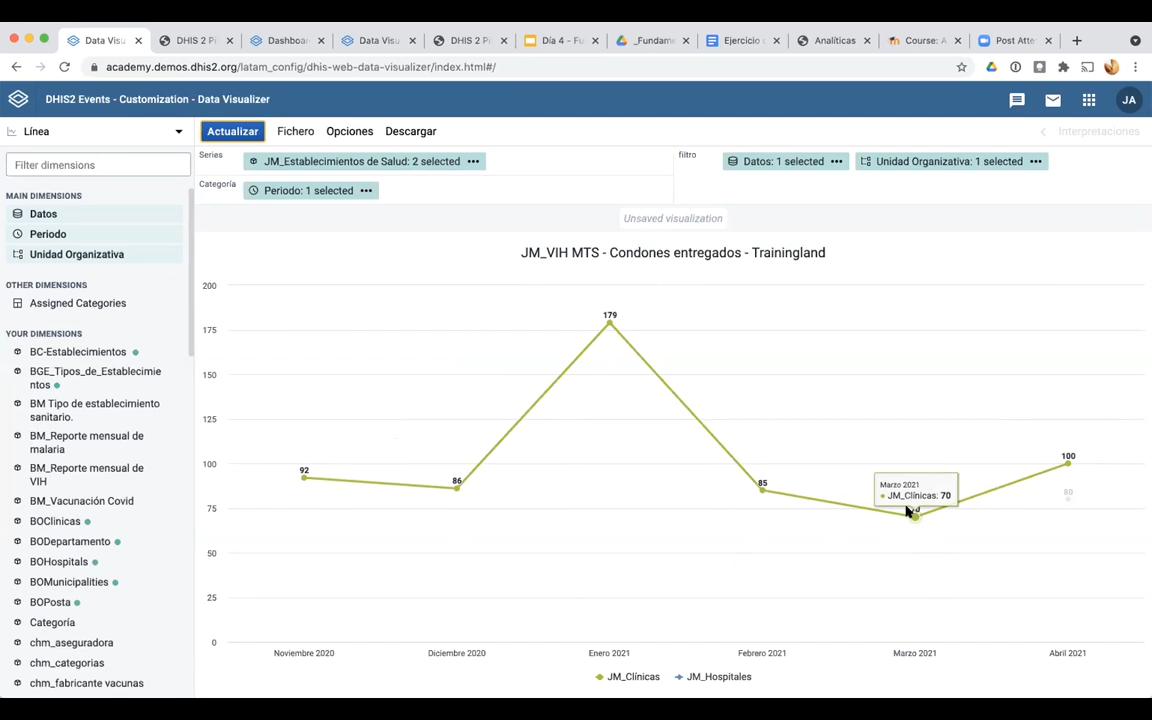 Data Visu
DHIS 2 Pi
Dashboar
Data Visu
DHIS 2 Pi
Día 4 - Fu
_Fundame
Ejercicio
Analíticas
Course: A
Post Atte
academy.demos.dhis2.org/latam_config/dhis-web-data-visualizer/index.html#/
DHIS2 Events - Customization - Data Visualizer
JA
Línea
Actualizar
Fichero
Opciones
Descargar
Interpretaciones
Filter dimensions
Series
JM_Establecimientos de Salud: 2 selected
filtro
Datos: 1 selected
Unidad Organizativa: 1 selected
Categoría
Periodo: 1 selected
MAIN DIMENSIONS
Datos
Periodo
Unidad Organizativa
OTHER DIMENSIONS
Assigned Categories
YOUR DIMENSIONS
BC-Establecimientos
BGE_Tipos_de_Establecimie
ntos
BM Tipo de establecimiento
sanitario.
BM_Reporte mensual de
malaria
BM_Reporte mensual de
VIH
BM_Vacunación Covid
BOClinicas
BODepartamento
BOHospitals
BOMunicipalities
BOPosta
Categoría
chm_aseguradora
chm_categorias
chm_fabricante vacunas
Unsaved visualization
JM_VIH MTS - Condones entregados - Trainingland
200
175
150
125
100
75
50
25
0
92
86
179
85
Marzo 2021
JM_Clínicas: 70
100
80
Noviembre 2020
Diciembre 2020
Enero 2021
Febrero 2021
Marzo 2021
Abril 2021
JM_Clínicas
JM_Hospitales